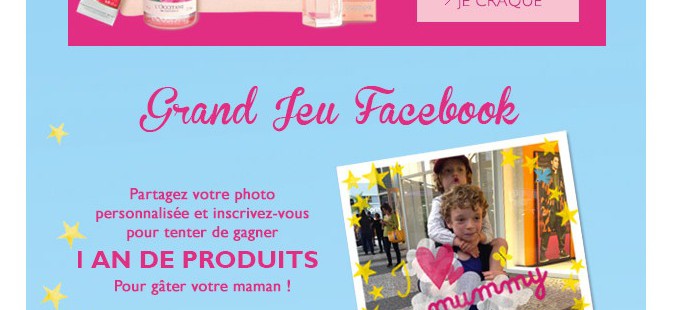 > JE CRAQUE
L'OCCITANE
Grand Jeu Facebook
Partagez votre photo
personnalisée et inscrivez-vous
pour tenter de gagner
1 AN DE PRODUITS
Pour gâter votre maman !
I
mummy